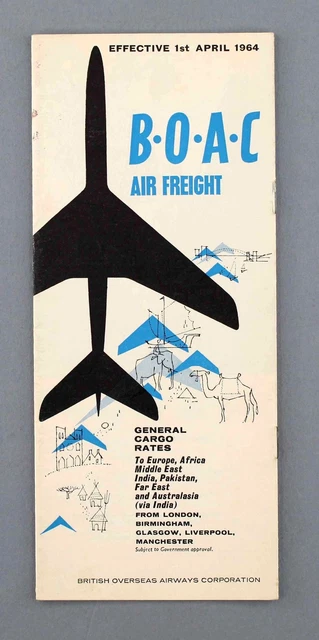 EFFECTIVE 1st APRIL 1964
B·O·A·C
AIR FREIGHT
GENERAL
CARGO
RATES
To Europe, Africa
Middle East
India, Pakistan,
Far East
and Australasia
(via India)
FROM LONDON,
BIRMINGHAM,
GLASGOW, LIVERPOOL,
MANCHESTER
Subject to Government approval.
BRITISH OVERSEAS AIRWAYS CORPORATION